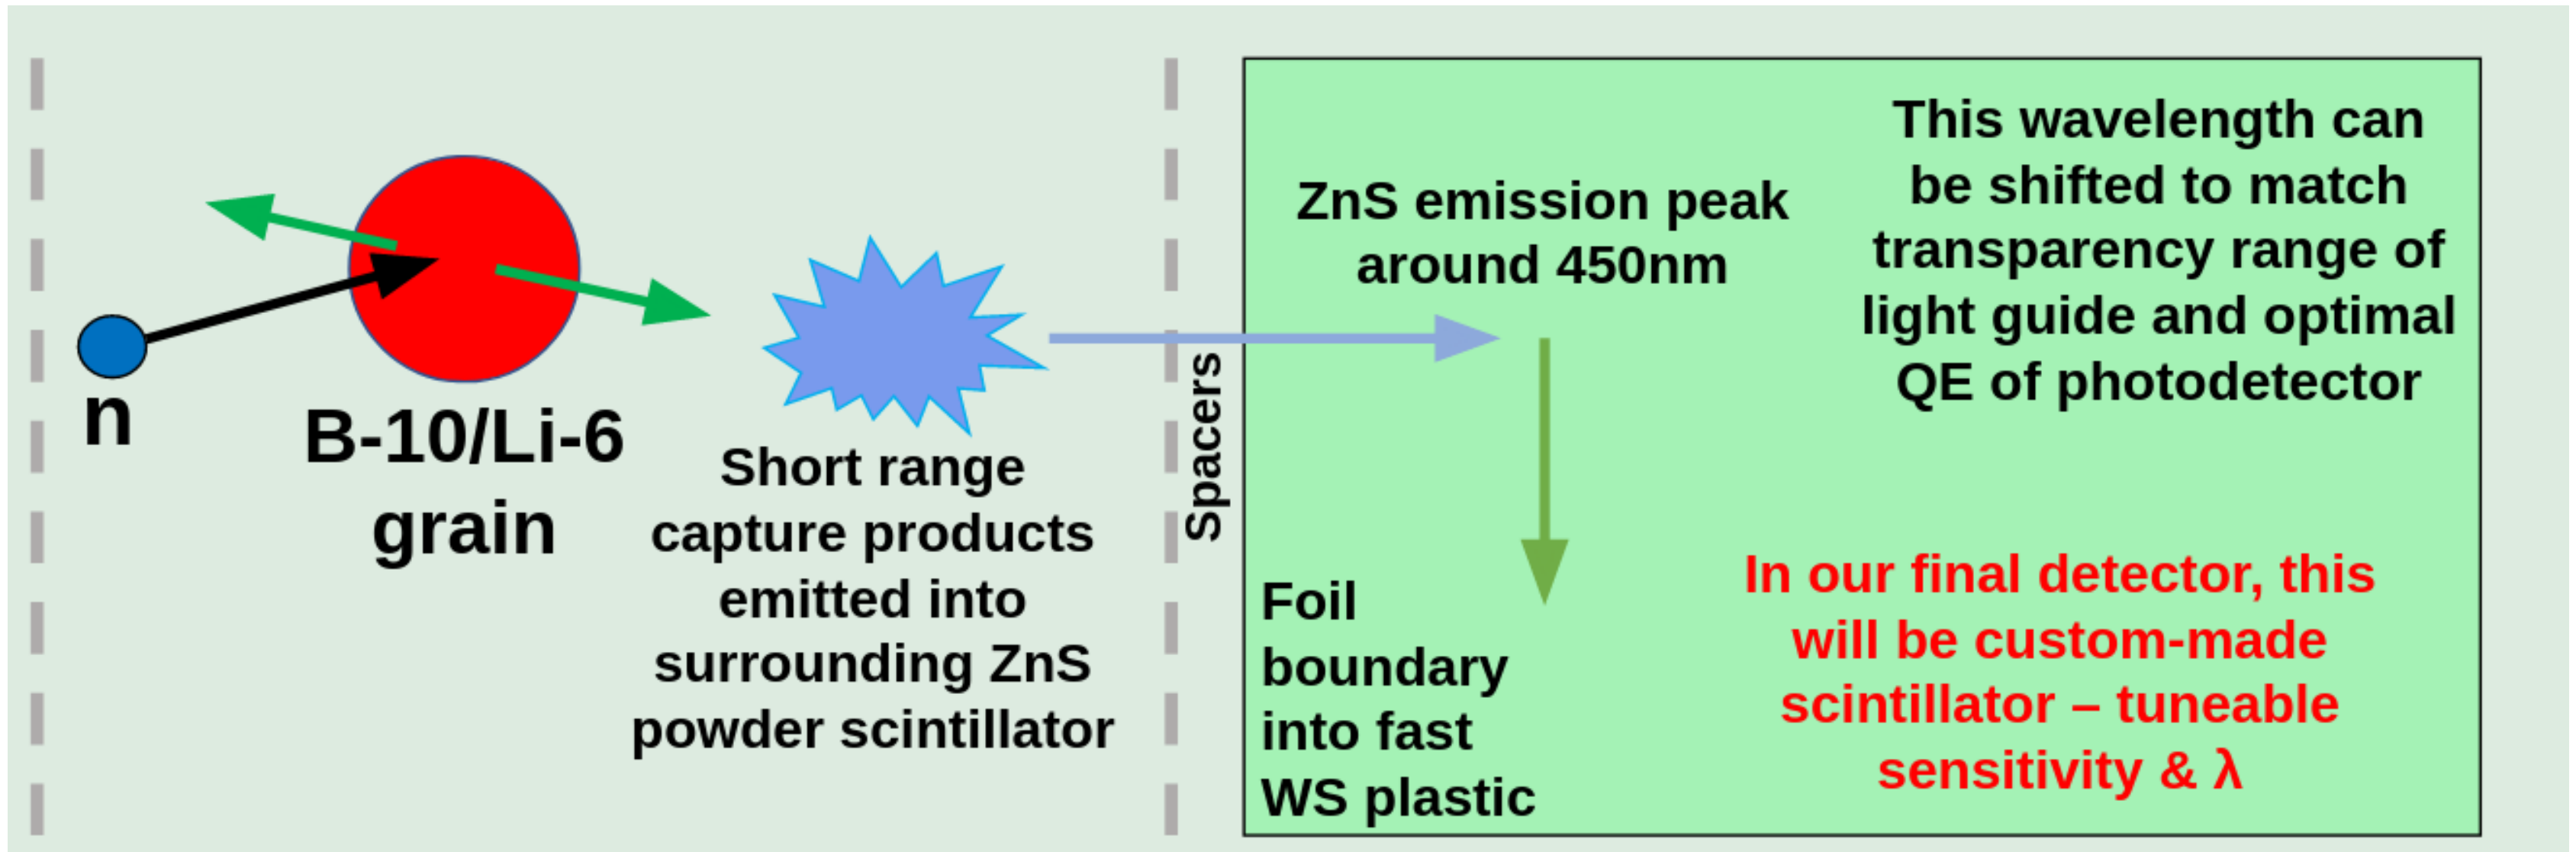 n
B-10/Li-6
grain
Short range
capture products
emitted into
surrounding ZnS
powder scintillator
Spacers
ZnS emission peak
around 450nm
This wavelength can
be shifted to match
transparency range of
light guide and optimal
QE of photodetector
Foil
boundary
into fast
WS plastic
In our final detector, this
will be custom-made
scintillator – tuneable
sensitivity & λ